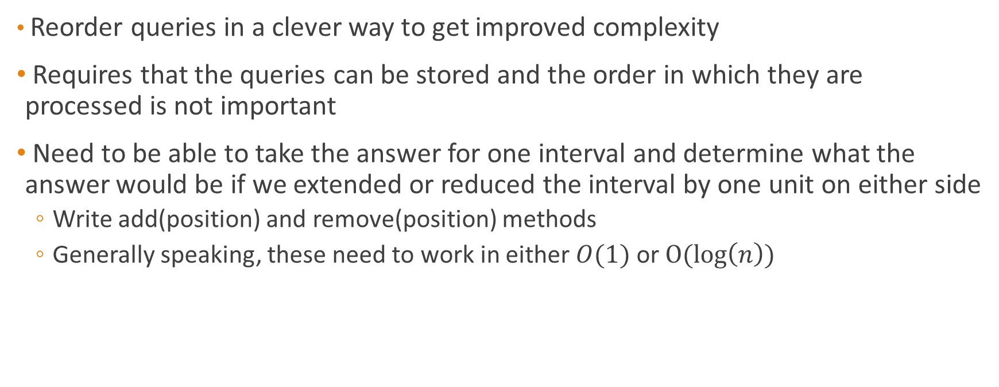 • Reorder queries in a clever way to get improved complexity
• Requires that the queries can be stored and the order in which they are
processed is not important
• Need to be able to take the answer for one interval and determine what the
answer would be if we extended or reduced the interval by one unit on either side
◦ Write add(position) and remove(position) methods
◦ Generally speaking, these need to work in either O(1) or O(log(n))